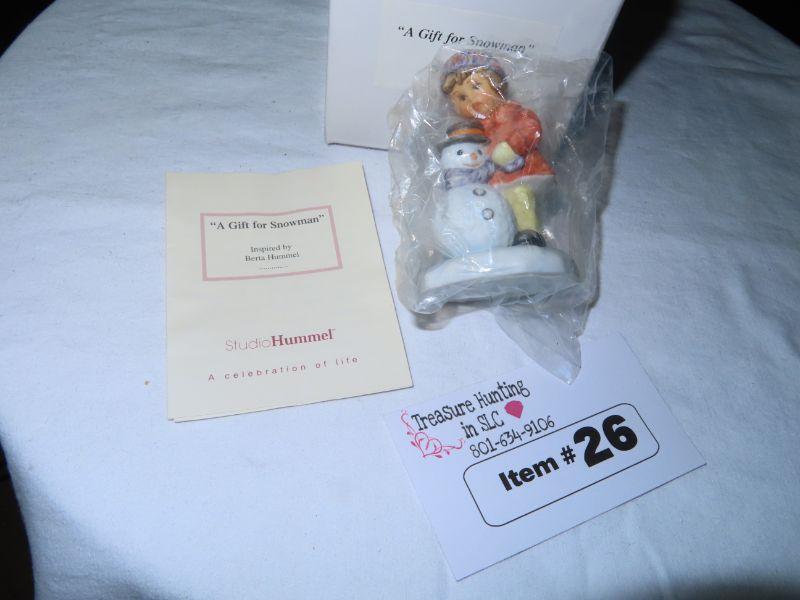 "A Gift for Snowman"
"A Gift for Snowman"
Inspired by
Berta Hummel
StudioHummel™
A celebration of life
Treasure Hunting
in SLC
801-634-9106
Item # 26